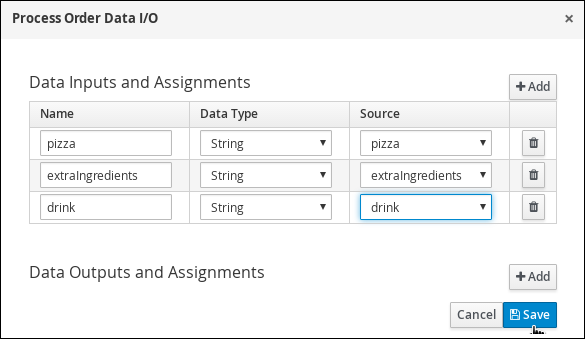 Process Order Data I/O ×
Data Inputs and Assignments
+ Add
Name Data Type Source
pizza String pizza
extraIngredients String extraIngredients
drink String drink
Data Outputs and Assignments
+ Add
Cancel Save